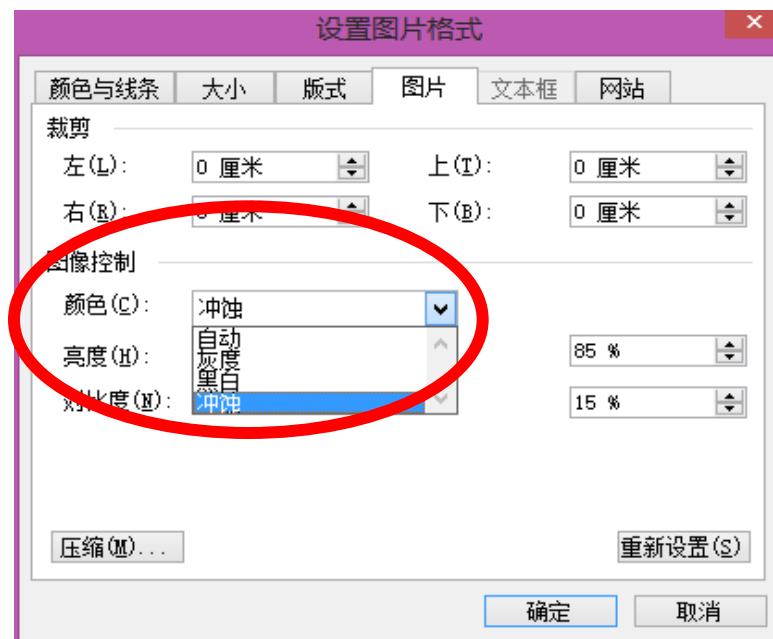 设置图片格式
颜色与线条 大小 版式 图片 文本框 网站
裁剪
左(L): 0 厘米 上(T): 0 厘米
右(R): 0 厘米 下(B): 0 厘米
图像控制
颜色(C): 冲蚀
自动
亮度(H): 灰度 85 %
黑白
对比度(N): 冲蚀 15 %
压缩(M)... 重新设置(S)
确定 取消